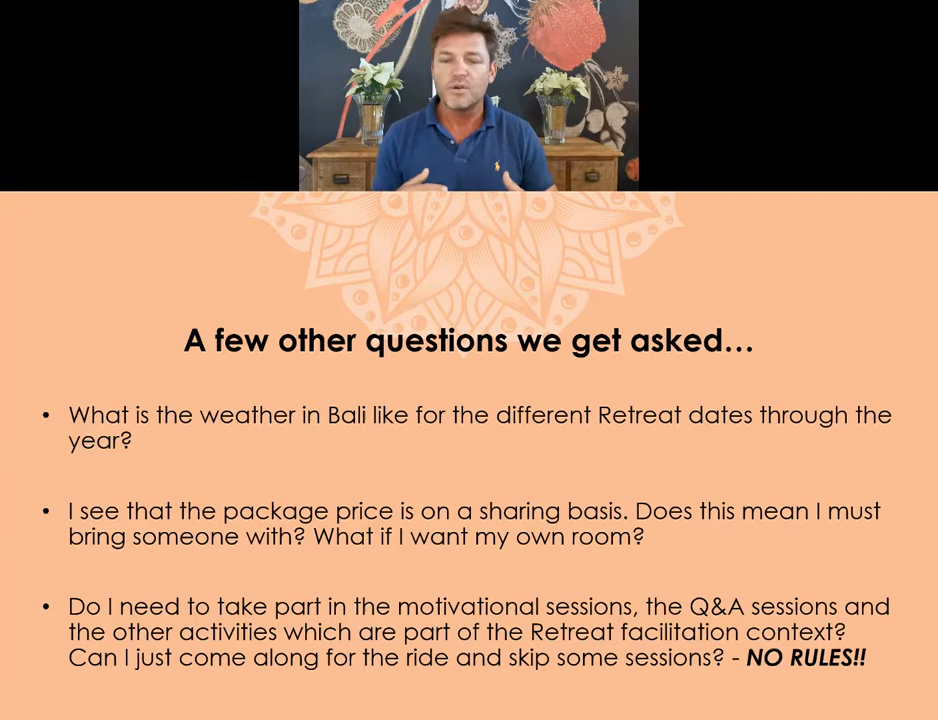 A few other questions we get asked...
• What is the weather in Bali like for the different Retreat dates through the
year?
• I see that the package price is on a sharing basis. Does this mean I must
bring someone with? What if I want my own room?
• Do I need to take part in the motivational sessions, the Q&A sessions and
the other activities which are part of the Retreat facilitation context?
Can I just come along for the ride and skip some sessions? - NO RULES!!